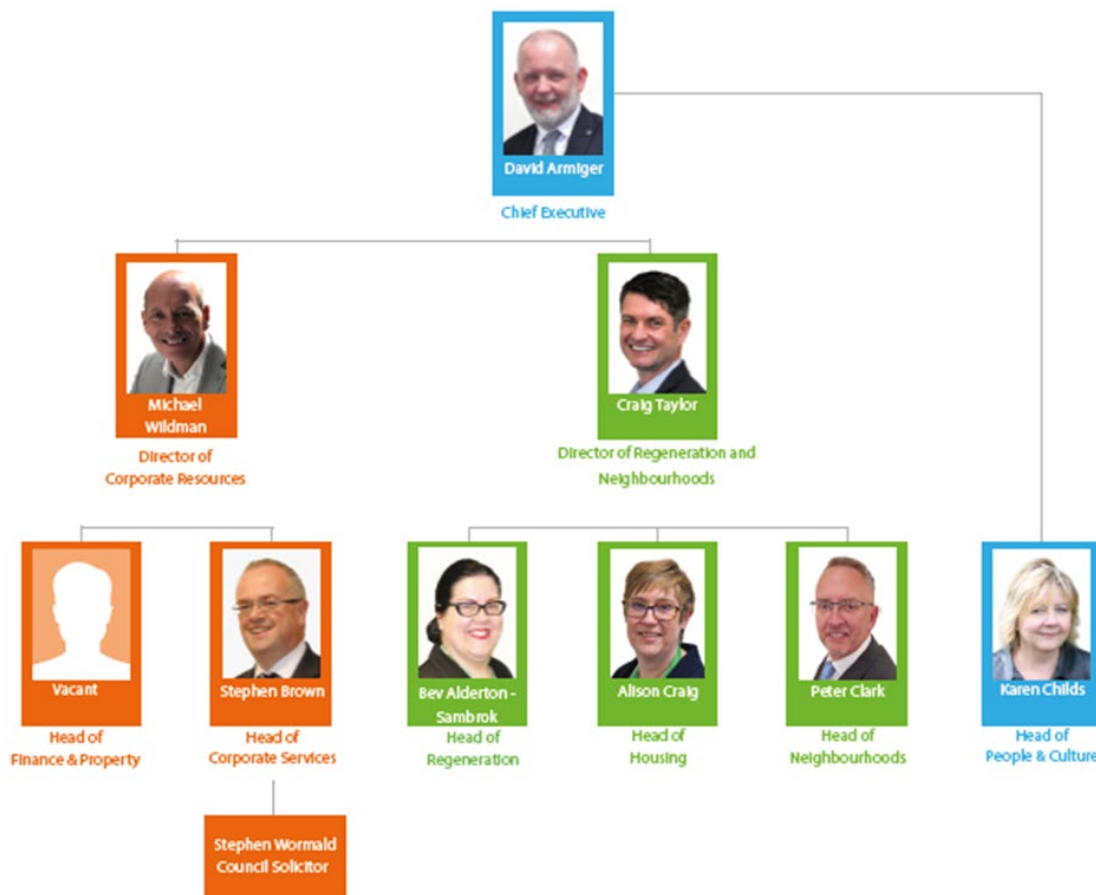 David Armiger
Chief Executive
Michael
Wildman
Director of
Corporate Resources
Craig Taylor
Director of Regeneration and
Neighbourhoods
Vacant
Head of
Finance & Property
Stephen Brown
Head of
Corporate Services
Bev Alderton -
Sambrok
Head of
Regeneration
Alison Craig
Head of
Housing
Peter Clark
Head of
Neighbourhoods
Karen Childs
Head of
People & Culture
Stephen Wormald
Council Solicitor